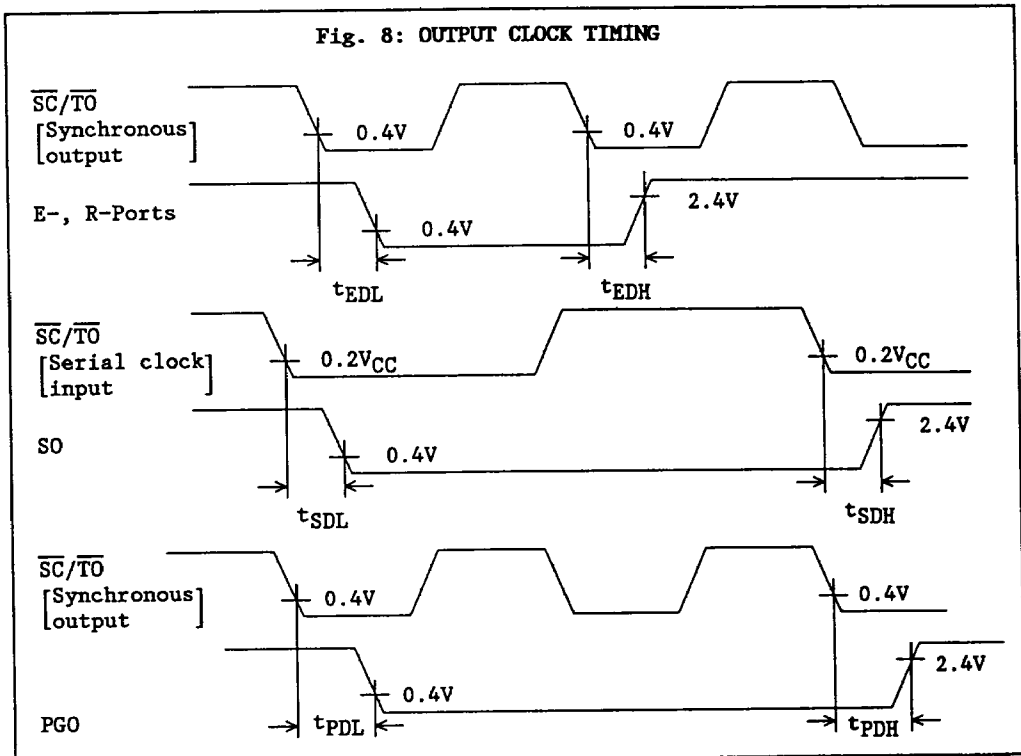 Fig. 8: OUTPUT CLOCK TIMING
SC/TO
[Synchronous output]
0.4V
0.4V
E-, R-Ports
0.4V
2.4V
tEDL
tEDH
SC/TO
[Serial clock input]
0.2VCC
0.2VCC
SO
0.4V
2.4V
tSDL
tSDH
SC/TO
[Synchronous output]
0.4V
0.4V
PGO
0.4V
2.4V
tPDL
tPDH